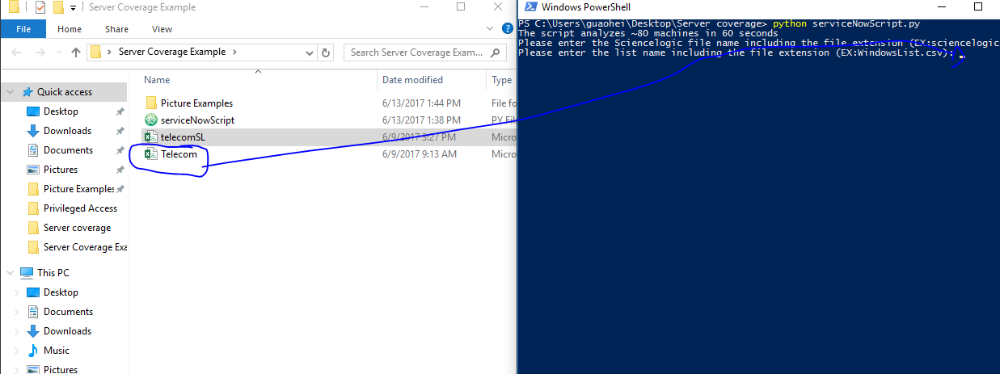 Server Coverage Example
File Home Share View
Server Coverage Example
Search Server Coverage Exam...
Name Date modified Type
Quick access
Desktop
Downloads
Documents
Pictures
Picture Examples
Privileged Access
Server coverage
Server Coverage Exa
This PC
Desktop
Documents
Downloads
Music
Pictures
Picture Examples 6/13/2017 1:44 PM File fo
serviceNowScript 6/13/2017 1:38 PM PY File
telecomSL 6/9/2017 3:27 PM Micro
Telecom 6/9/2017 9:13 AM Micro
Windows PowerShell
PS C:\Users\guaohei\Desktop\Server coverage> python serviceNowScript.py
The script analyzes ~80 machines in 60 seconds
Please enter the Sciencelogic file name including the file extension (EX:sciencelogic
Please enter the list name including the file extension (EX:WindowsList.csv):